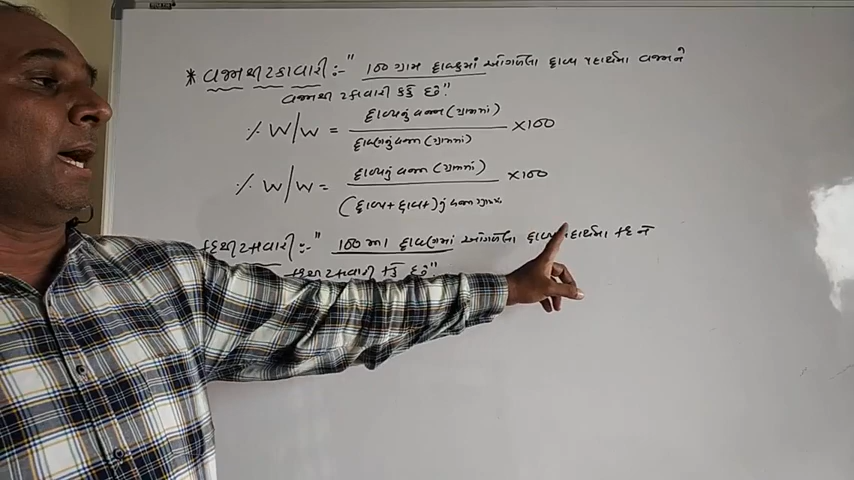 * વજનથી ટકાવારી :- " 100 ગ્રામ દ્રાવણમાં ઓગળેલા દ્રાવ્ય પદાર્થના વજનને
વજનથી ટકાવારી કહે છે."
% W/W = દ્રાવ્યનું વજન (ગ્રામમાં) / દ્રાવણનું વજન (ગ્રામમાં) × 100
% W/W = દ્રાવ્યનું વજન (ગ્રામમાં) / (દ્રાવ્ય + દ્રાવક) નું વજન ગ્રામ × 100
કદથી ટકાવારી :- " 100 ml દ્રાવણમાં ઓગળેલા દ્રાવ્ય પદાર્થના કદને
કદથી ટકાવારી કહે છે"